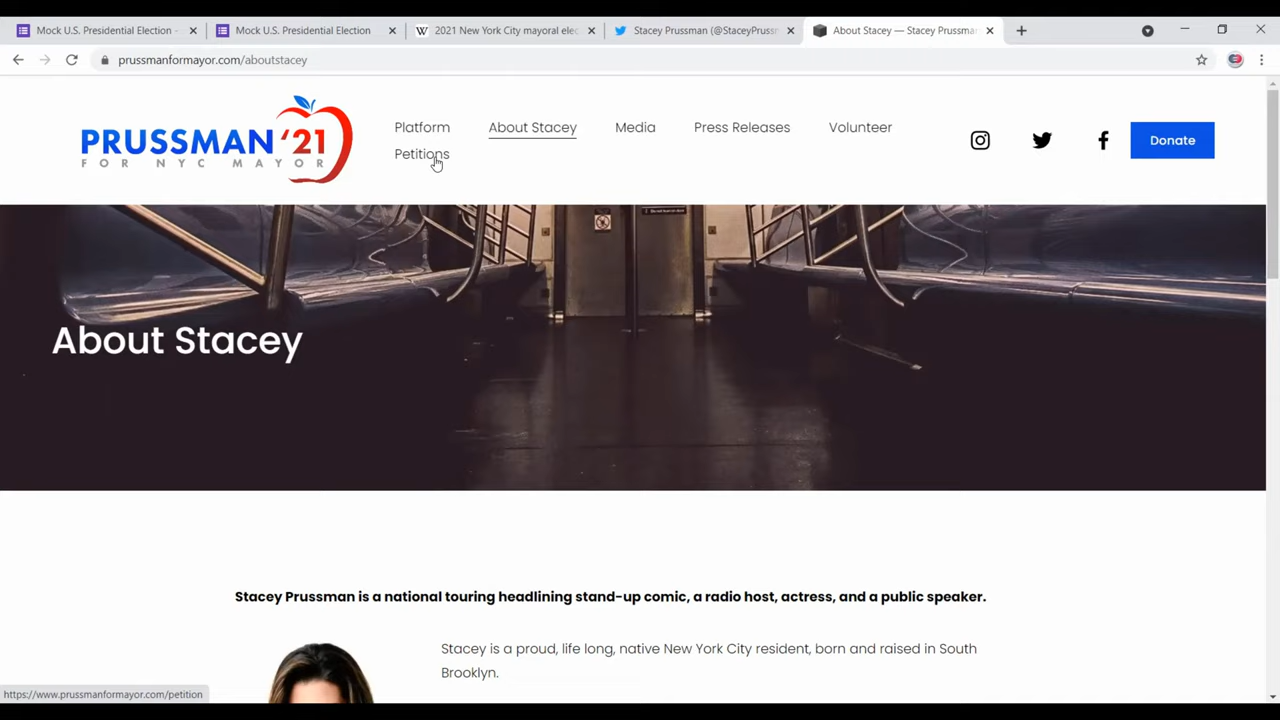 Mock U.S. Presidential Election -
Mock U.S. Presidential Election
W 2021 New York City mayoral elec
Stacey Prussman (@StaceyPrussm
About Stacey — Stacey Prussman
prussmanformayor.com/aboutstacey
PRUSSMAN '21
FOR NYC MAYOR
Platform
About Stacey
Media
Press Releases
Volunteer
Petitions
Donate
About Stacey
Stacey Prussman is a national touring headlining stand-up comic, a radio host, actress, and a public speaker.
Stacey is a proud, life long, native New York City resident, born and raised in South
Brooklyn.
https://www.prussmanformayor.com/petition